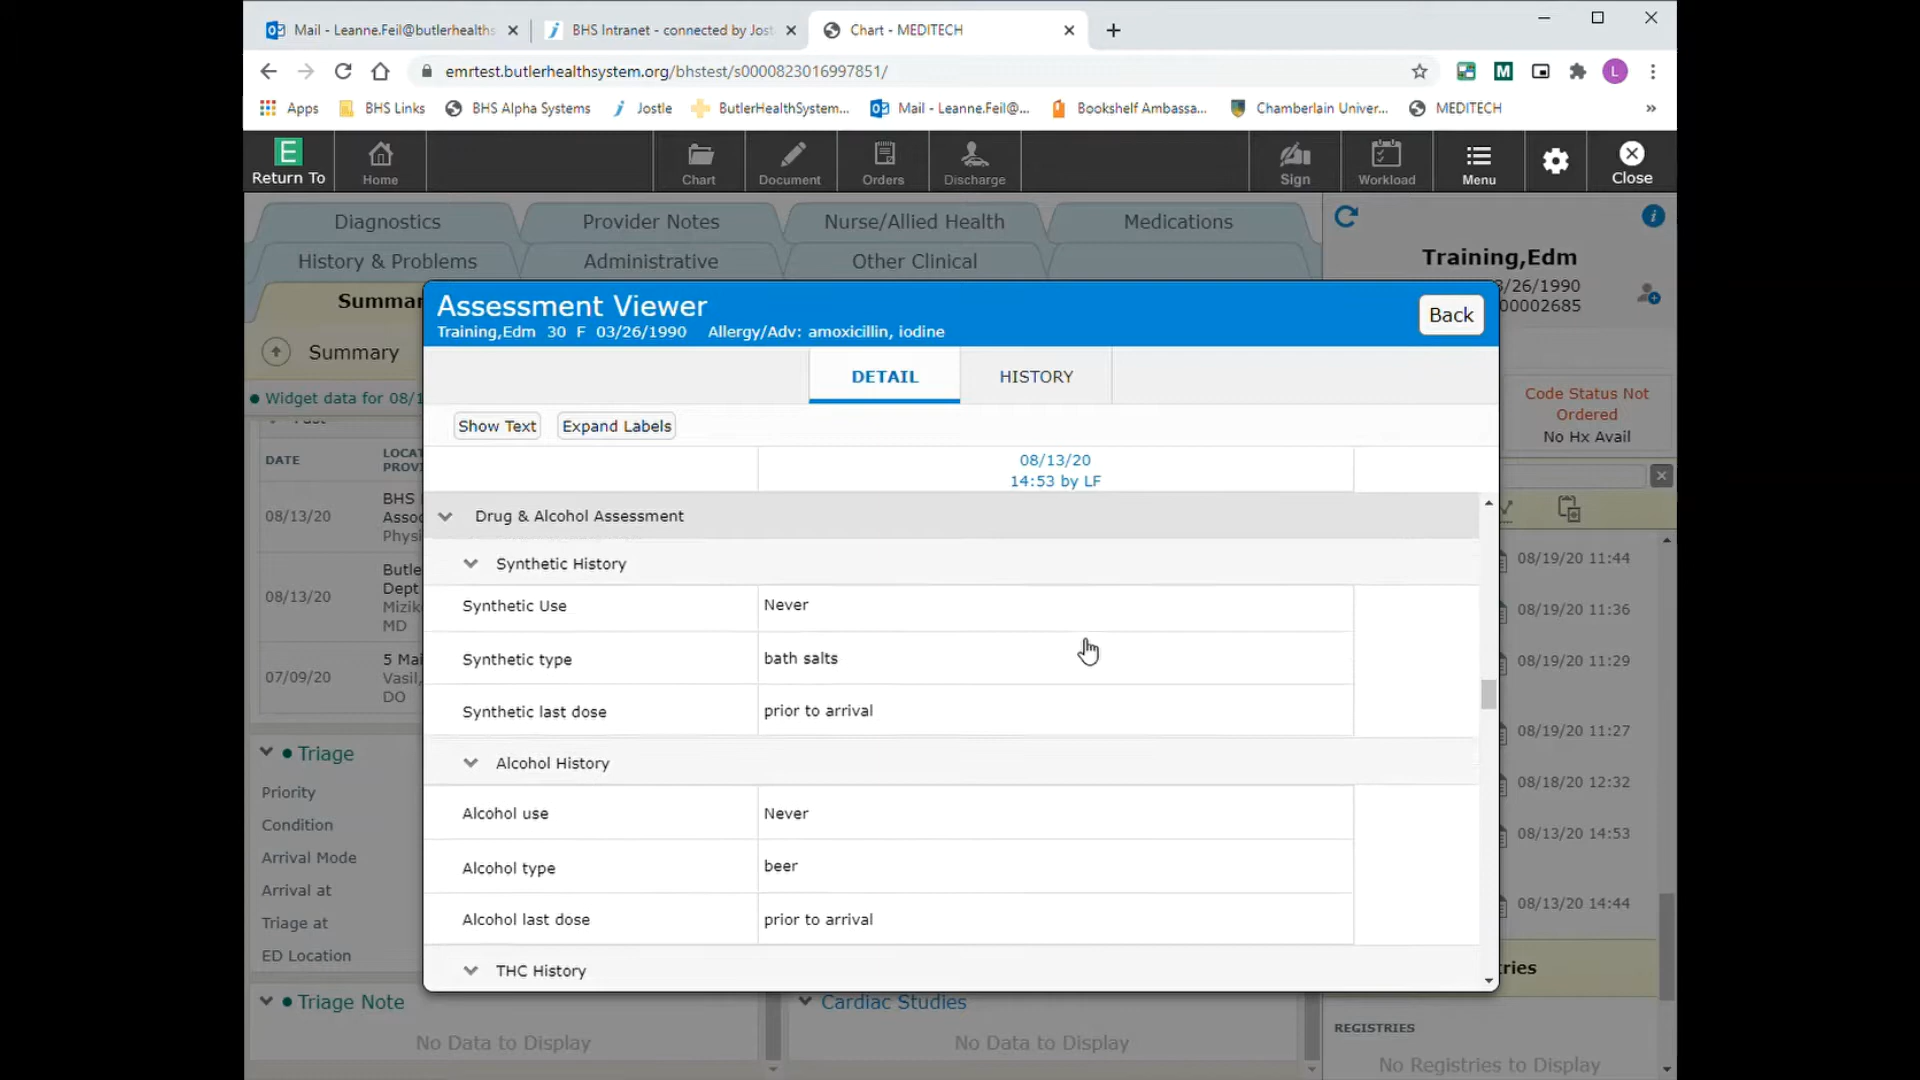 Mail - Leanne.Feil@butlerhealths
BHS Intranet - connected by Jost
Chart - MEDITECH
emrtest.butlerhealthsystem.org/bhstest/s0000823016997851/
M
L
Apps
BHS Links
BHS Alpha Systems
Jostle
ButlerHealthSystem...
Mail - Leanne.Feil@...
Bookshelf Ambassa...
Chamberlain Univer...
MEDITECH
»
E
Return To
Home
Chart
Document
Orders
Discharge
Sign
Workload
Menu
Close
Diagnostics
Provider Notes
Nurse/Allied Health
Medications
History & Problems
Administrative
Other Clinical
Summar
Summary
Widget data for 08/1
DATE
LOCA
PROVI
08/13/20
BHS
Assoc
Physi
08/13/20
Butle
Dept
Mizik
MD
07/09/20
5 Mai
Vasil,
DO
Triage
Priority
Condition
Arrival Mode
Arrival at
Triage at
ED Location
Triage Note
No Data to Display
Cardiac Studies
No Data to Display
Training,Edm
3/26/1990
00002685
Code Status Not
Ordered
No Hx Avail
08/19/20 11:44
08/19/20 11:36
08/19/20 11:29
08/19/20 11:27
08/18/20 12:32
08/13/20 14:53
08/13/20 14:44
ries
REGISTRIES
No Registries to Display
Assessment Viewer
Training,Edm 30 F 03/26/1990 Allergy/Adv: amoxicillin, iodine
Back
DETAIL
HISTORY
Show Text
Expand Labels
08/13/20
14:53 by LF
Drug & Alcohol Assessment
Synthetic History
Synthetic Use Never
Synthetic type bath salts
Synthetic last dose prior to arrival
Alcohol History
Alcohol use Never
Alcohol type beer
Alcohol last dose prior to arrival
THC History